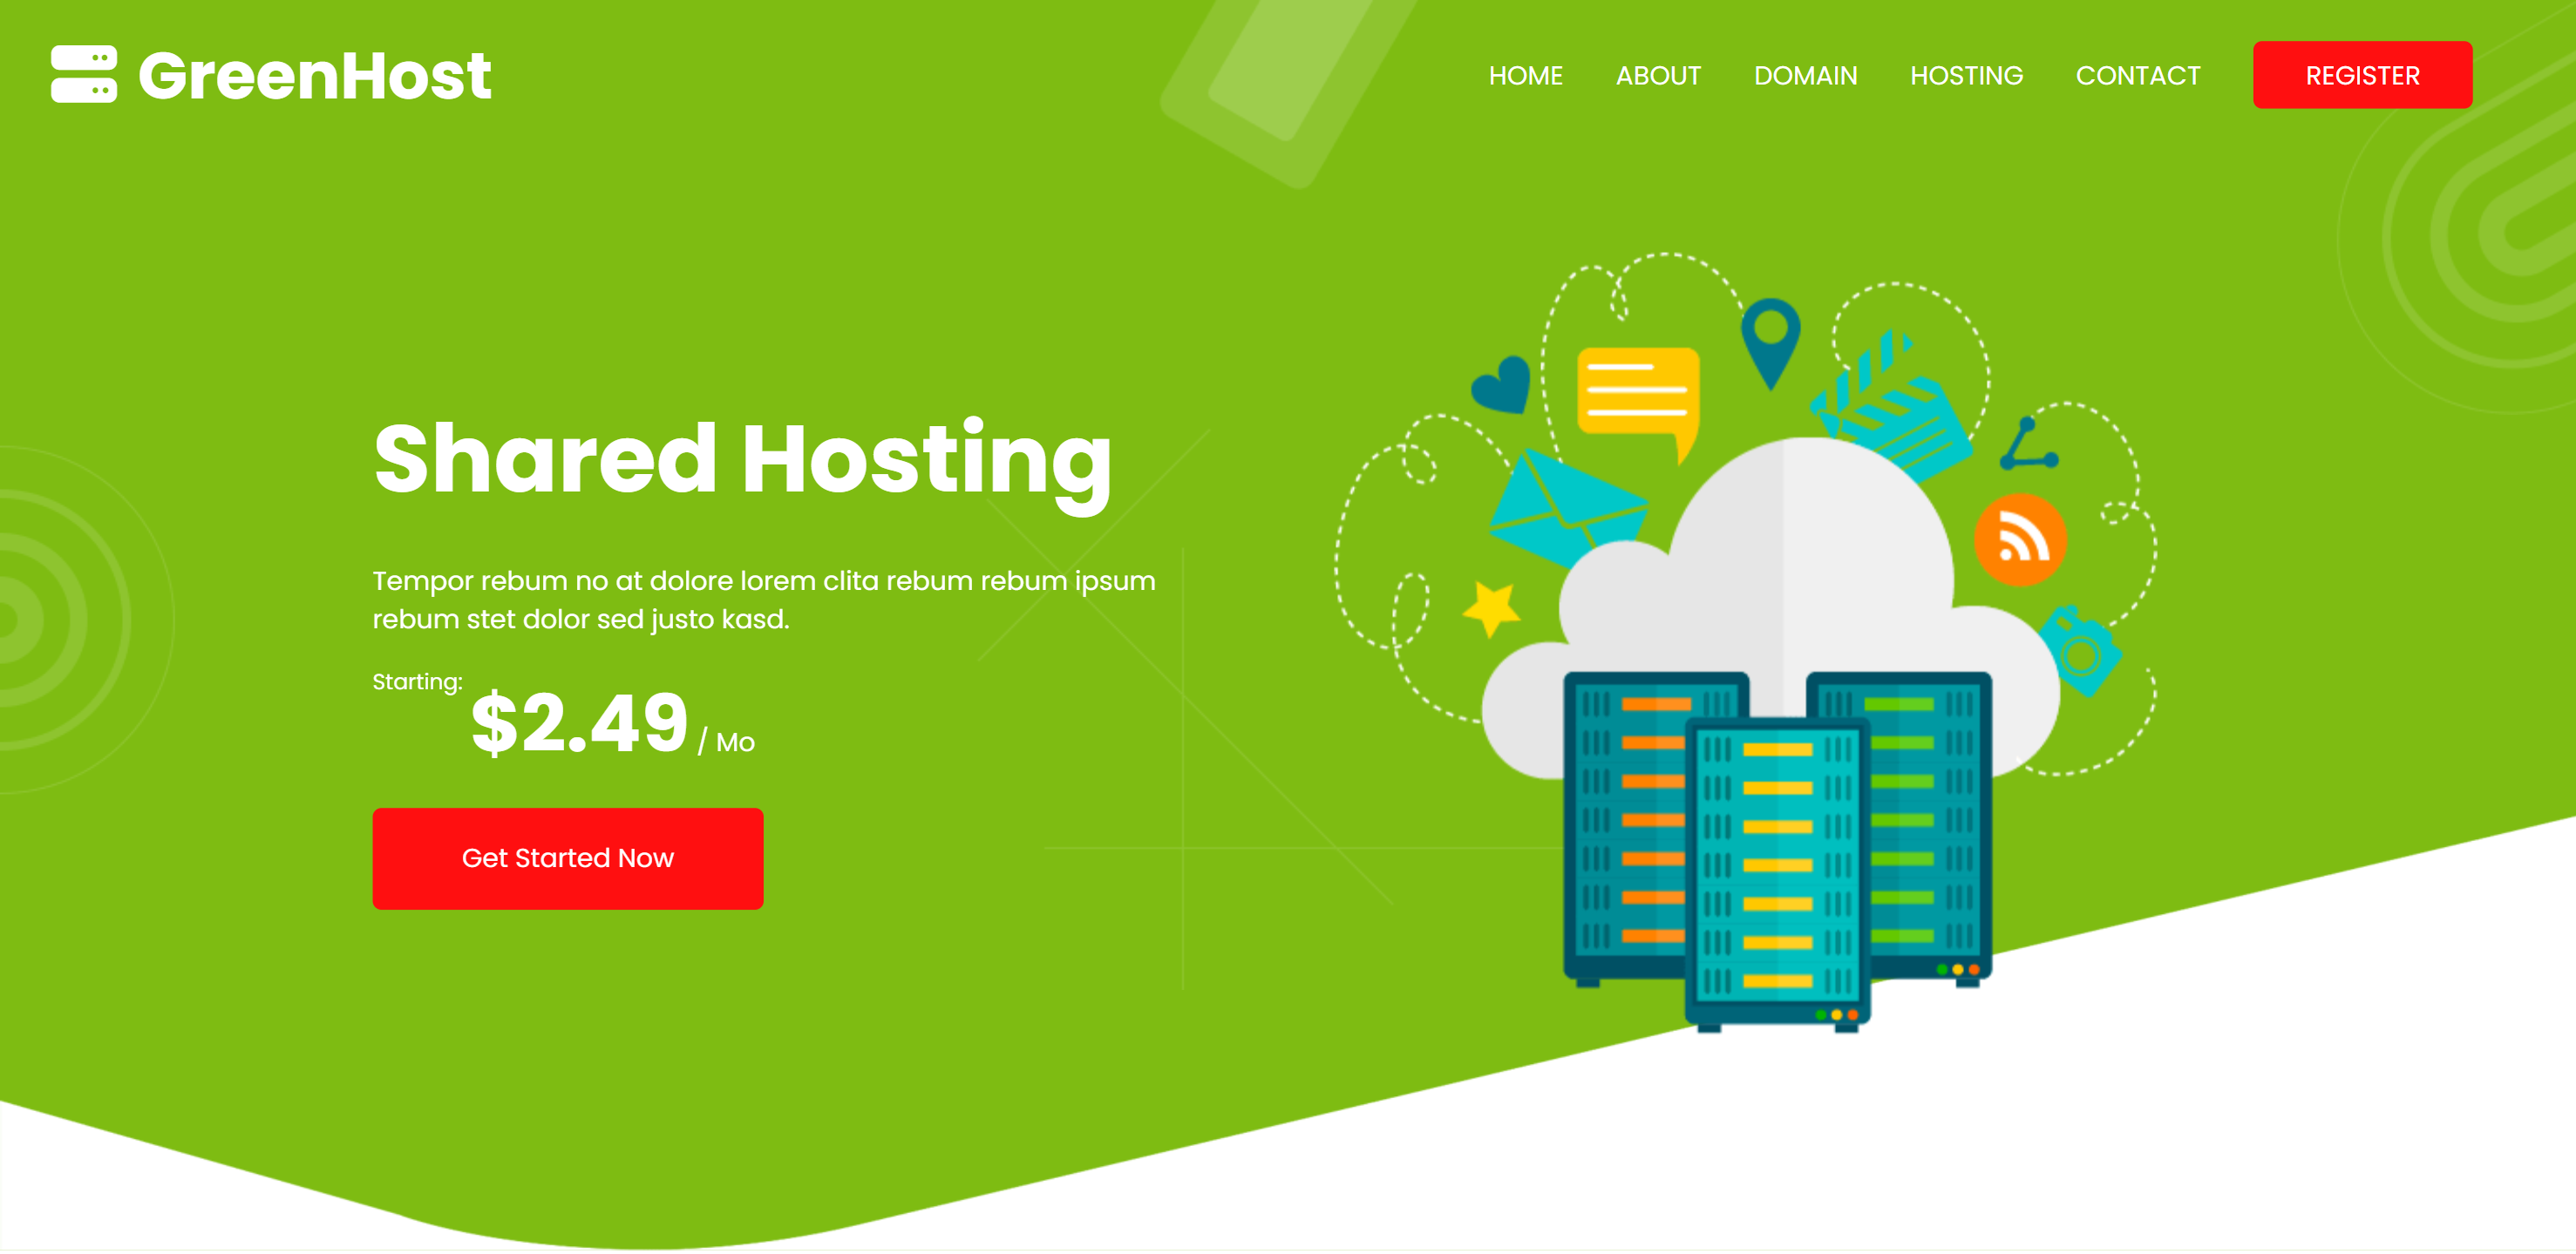 GreenHost
HOME ABOUT DOMAIN HOSTING CONTACT REGISTER
Shared Hosting
Tempor rebum no at dolore lorem clita rebum rebum ipsum
rebum stet dolor sed justo kasd.
Starting:
$2.49 / Mo
Get Started Now